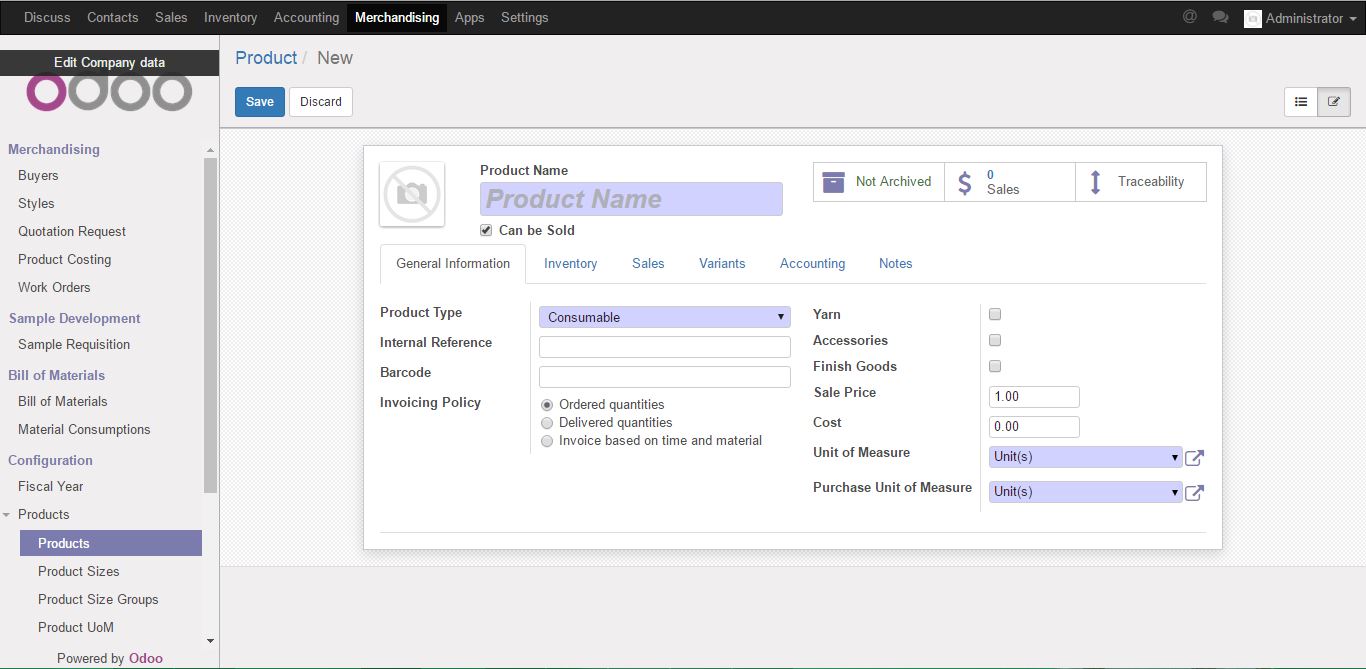 Discuss Contacts Sales Inventory Accounting Merchandising Apps Settings @ Administrator
Edit Company data
odoo
Merchandising
Buyers
Styles
Quotation Request
Product Costing
Work Orders
Sample Development
Sample Requisition
Bill of Materials
Bill of Materials
Material Consumptions
Configuration
Fiscal Year
Products
Products
Product Sizes
Product Size Groups
Product UoM
Powered by Odoo
Product / New
Save Discard
Product Name
Product Name
Can be Sold
Not Archived
$ 0
Sales
Traceability
General Information Inventory Sales Variants Accounting Notes
Product Type Consumable
Internal Reference
Barcode
Invoicing Policy Ordered quantities
Delivered quantities
Invoice based on time and material
Yarn
Accessories
Finish Goods
Sale Price 1.00
Cost 0.00
Unit of Measure Unit(s)
Purchase Unit of Measure Unit(s)